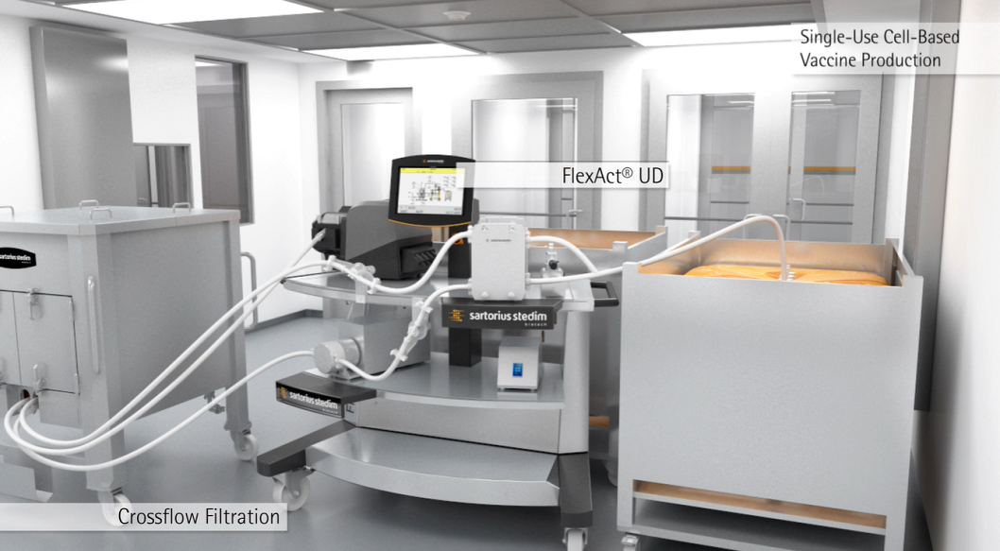 Single-Use Cell-Based
Vaccine Production
FlexAct® UD
sartorius stedim
biotech
sartorius stedim
sartorius stedim
Crossflow Filtration